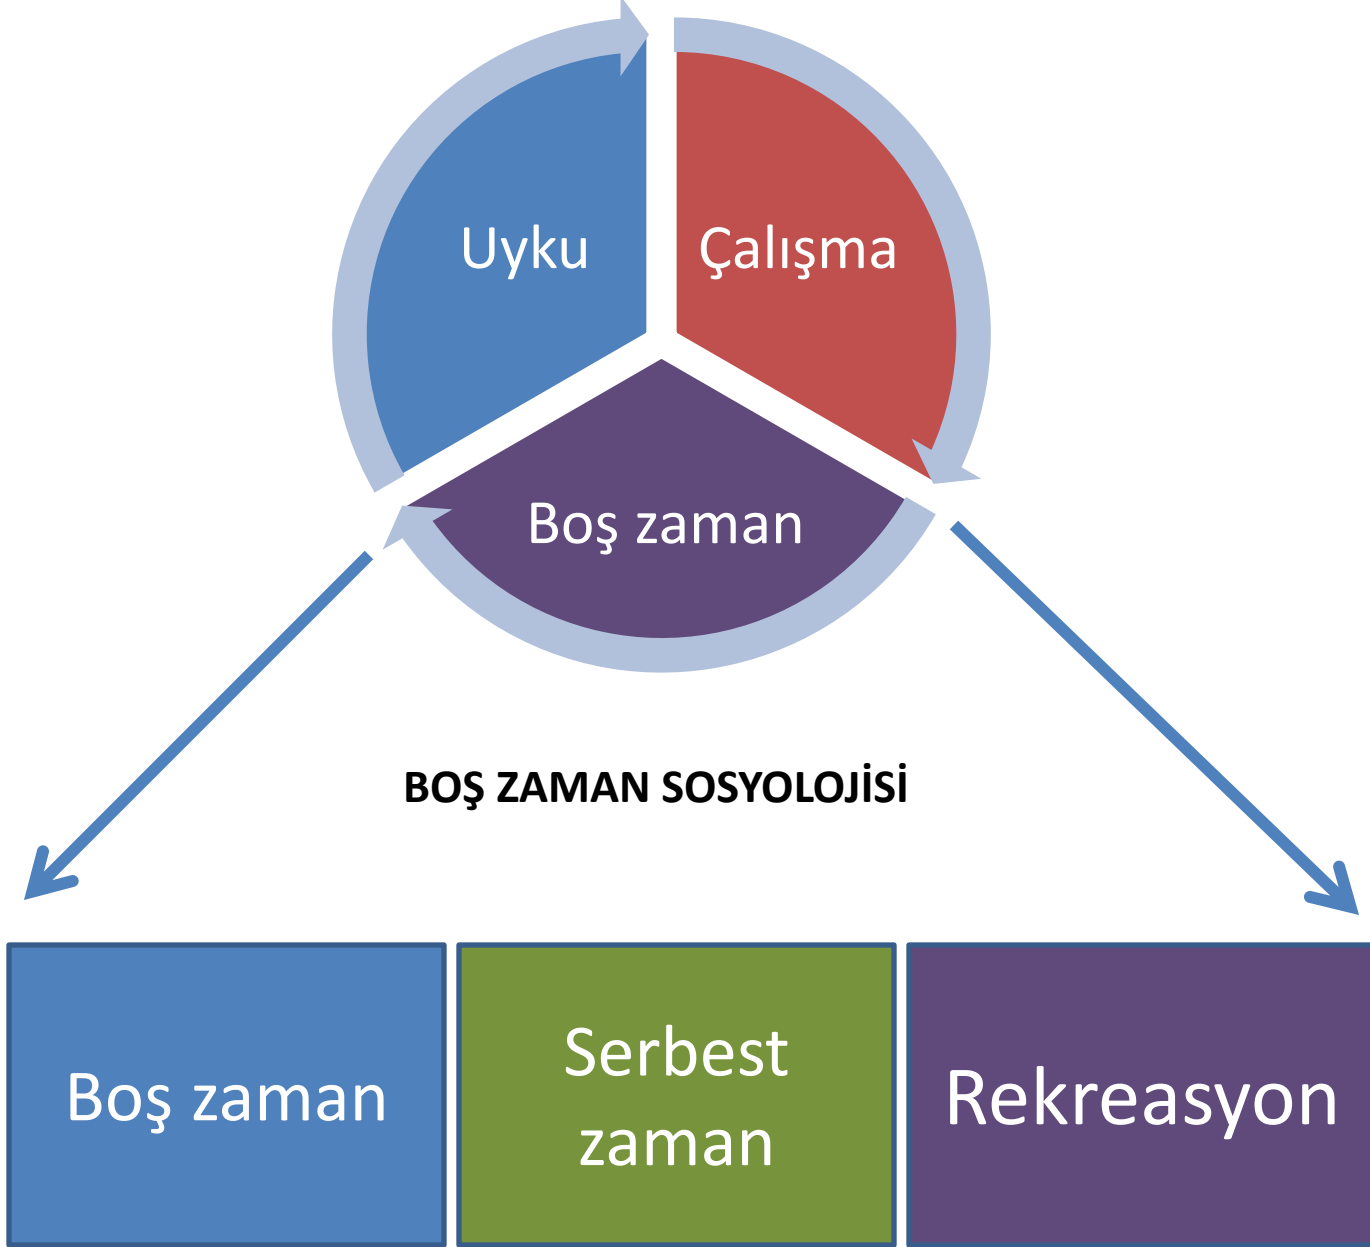 Uyku
Çalışma
Boş zaman
BOŞ ZAMAN SOSYOLOJİSİ
Boş zaman
Serbest
zaman
Rekreasyon